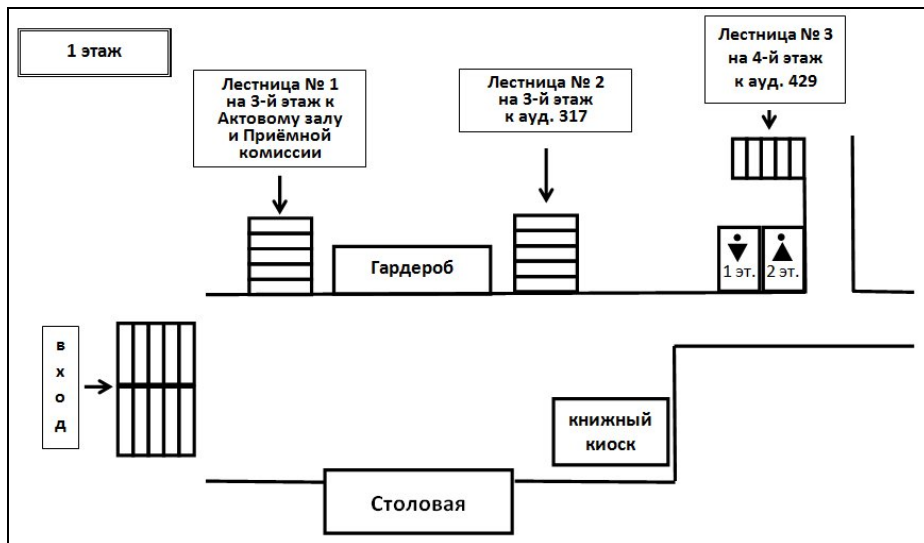 1 этаж
Лестница № 1
на 3-й этаж к
Актовому залу
и Приёмной
комиссии
Лестница № 2
на 3-й этаж
к ауд. 317
Лестница № 3
на 4-й этаж
к ауд. 429
Гардероб
1 эт.
2 эт.
в
х
о
д
книжный
киоск
Столовая